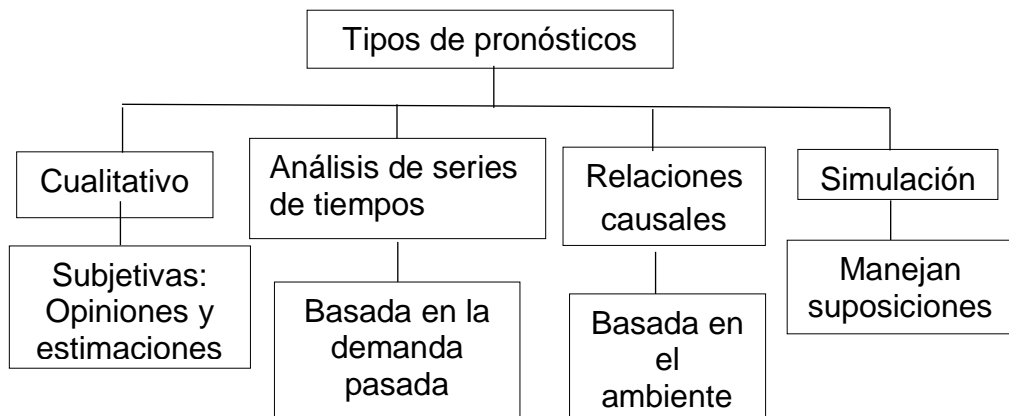 Tipos de pronósticos
Cualitativo
Análisis de series
de tiempos
Relaciones
causales
Simulación
Subjetivas:
Opiniones y
estimaciones
Basada en la
demanda
pasada
Basada en
el
ambiente
Manejan
suposiciones